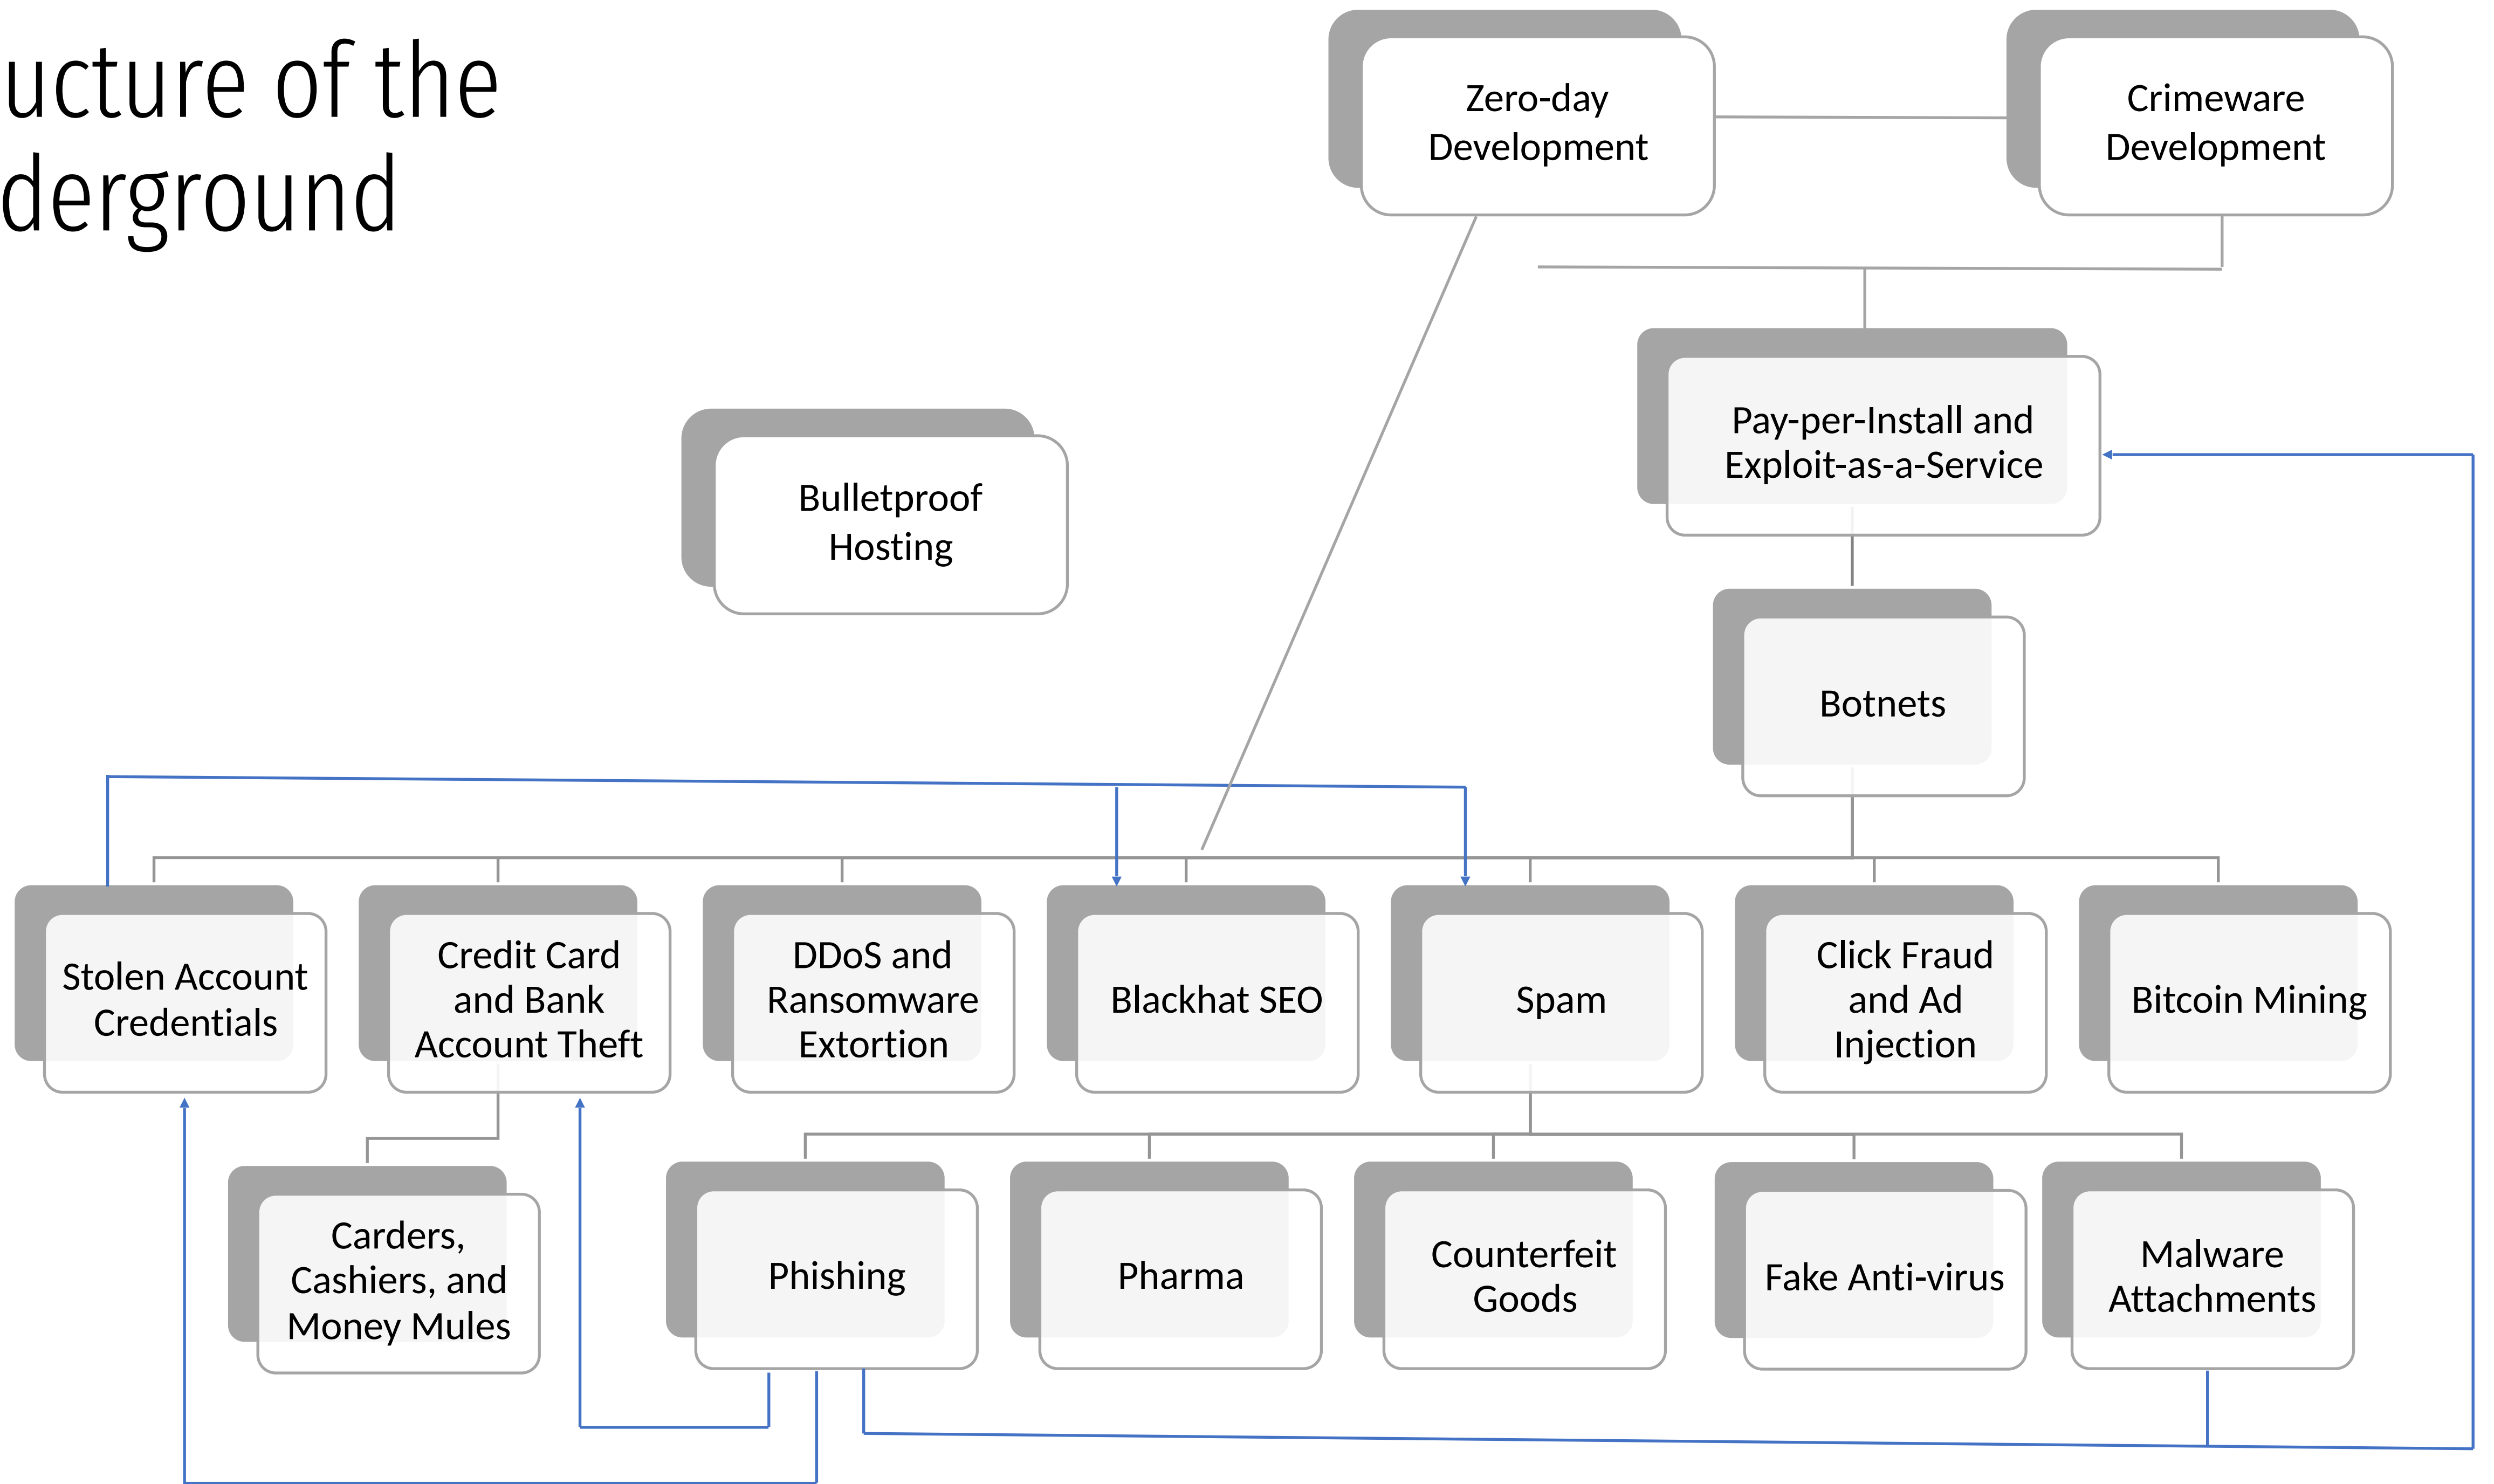 ucture of the
derground
Zero-day
Development
Crimeware
Development
Pay-per-Install and
Exploit-as-a-Service
Bulletproof
Hosting
Botnets
Stolen Account
Credentials
Credit Card
and Bank
Account Theft
DDoS and
Ransomware
Extortion
Blackhat SEO
Spam
Click Fraud
and Ad
Injection
Bitcoin Mining
Carders,
Cashiers, and
Money Mules
Phishing
Pharma
Counterfeit
Goods
Fake Anti-virus
Malware
Attachments